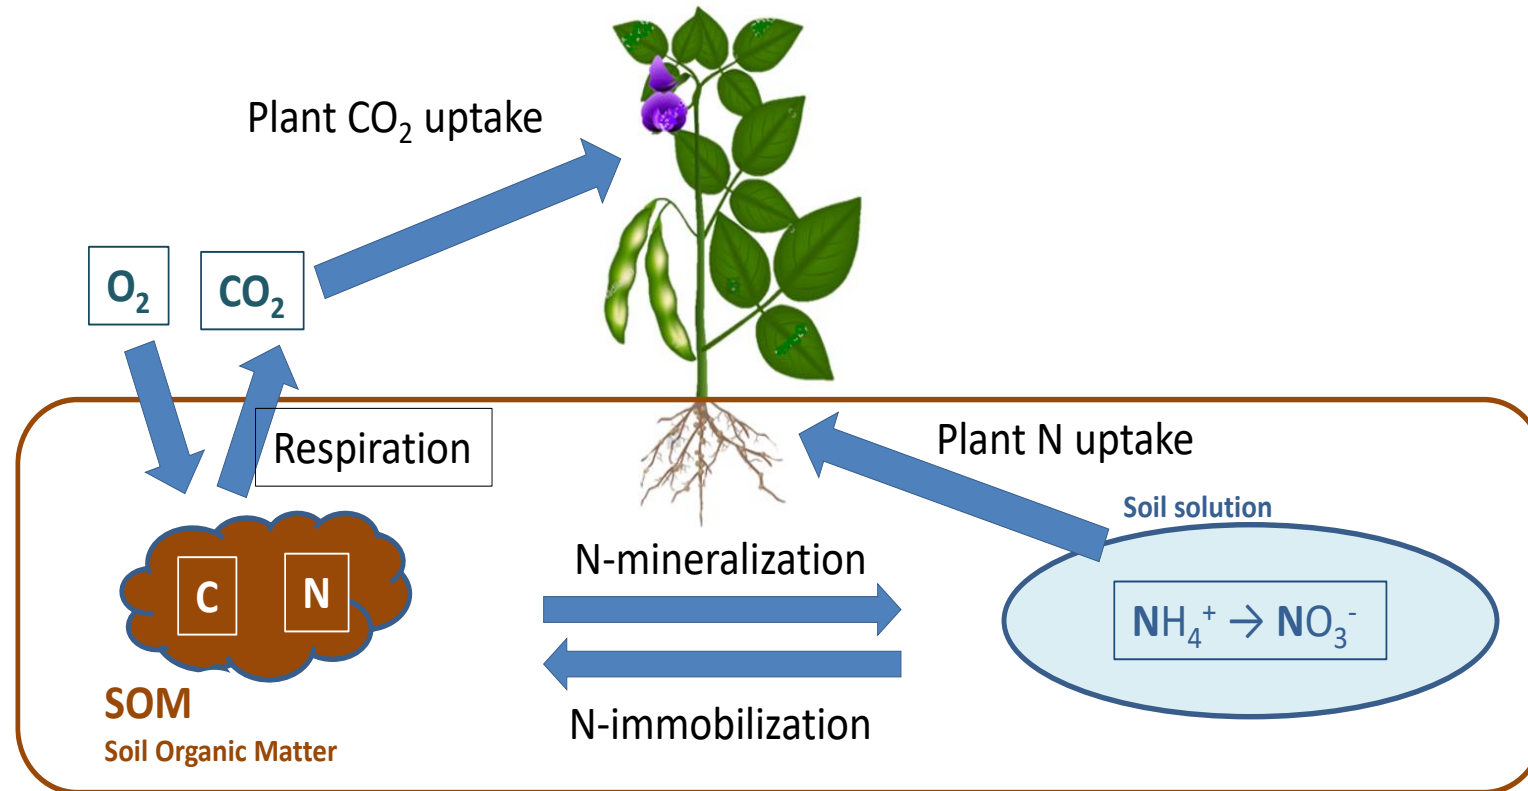 Plant CO₂ uptake
O₂
CO₂
Respiration
Plant N uptake
Soil solution
N-mineralization
C
N
NH₄⁺ → NO₃⁻
SOM
N-immobilization
Soil Organic Matter